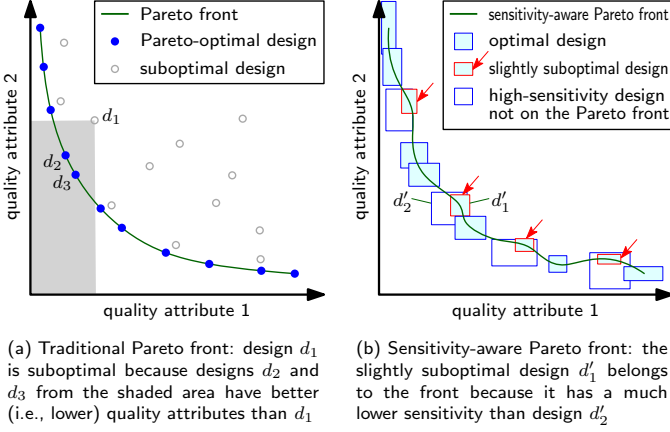 Pareto front
Pareto-optimal design
suboptimal design
quality attribute 2
d1
d2
d3
quality attribute 1
(a) Traditional Pareto front: design d1
is suboptimal because designs d2 and
d3 from the shaded area have better
(i.e., lower) quality attributes than d1
sensitivity-aware Pareto front
optimal design
slightly suboptimal design
high-sensitivity design
not on the Pareto front
quality attribute 2
d′2
d′1
quality attribute 1
(b) Sensitivity-aware Pareto front: the
slightly suboptimal design d′1 belongs
to the front because it has a much
lower sensitivity than design d′2